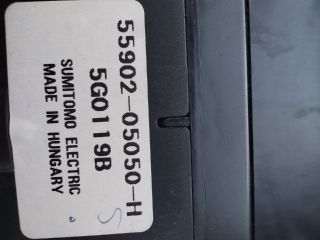 55902-05050-H
5G0119B
SUMITOMO ELECTRIC
MADE IN HUNGARY